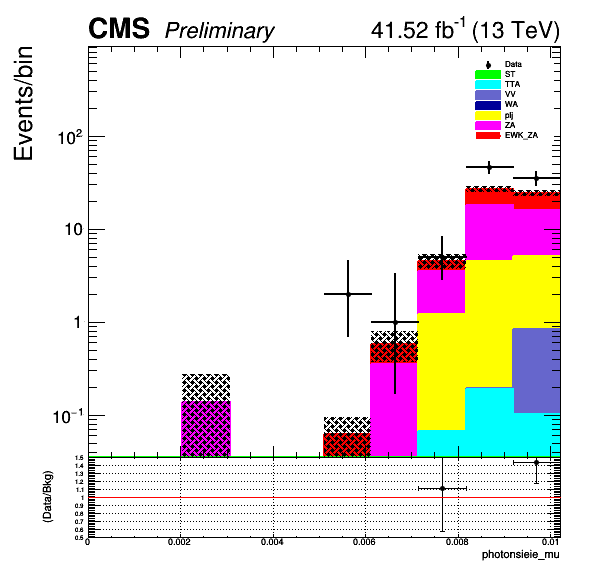 CMS Preliminary 41.52 fb-1 (13 TeV)
Events/bin
Data
ST
TTA
VV
WA
plj
ZA
EWK_ZA
10²
10
1
10⁻¹
(Data/Bkg)
1.5
1.4
1.3
1.2
1.1
1
0.9
0.8
0.7
0.6
0.5
0 0.002 0.004 0.006 0.008 0.01
photonsieie_mu